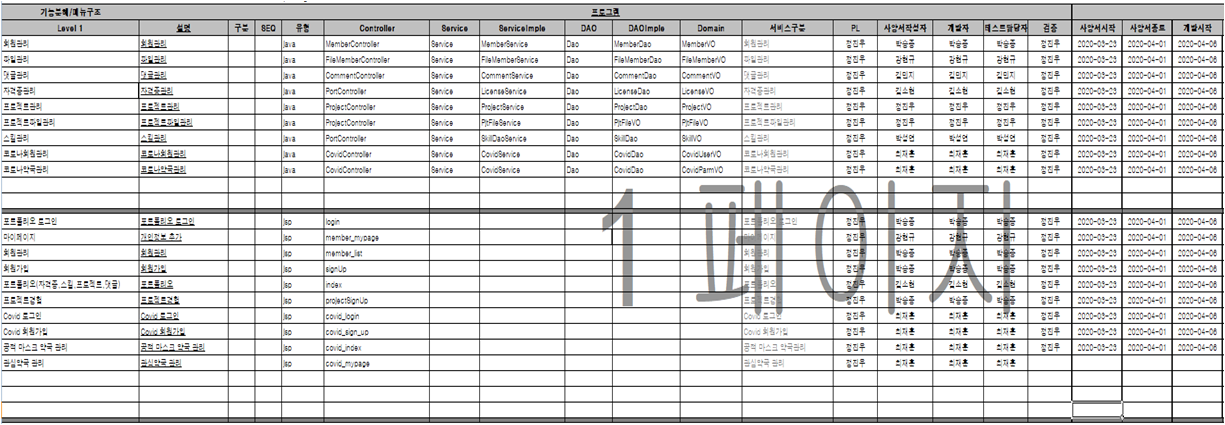 기능분해/메뉴구조 프로그램
Level 1 설명 구분 SEQ 유형 Controller Service ServiceImple DAO DAOImple Domain 서비스구분 PL 사양서작성자 개발자 테스트담당자 검증 사양서시작 사양서종료 개발시작
회원관리 회원관리 Java MemberController Service MemberService Dao MemberDao MemberVO 회원관리 정진우 박승종 박승종 박승종 정진우 2020-03-23 2020-04-01 2020-04-06
파일관리 파일관리 Java FileMemberController Service FileMemberService Dao FileMemberDao FileMemberVO 파일관리 정진우 강현규 강현규 강현규 정진우 2020-03-23 2020-04-01 2020-04-06
댓글관리 댓글관리 Java CommentController Service CommentService Dao CommentDao CommentVO 댓글관리 정진우 김민지 김민지 김민지 정진우 2020-03-23 2020-04-01 2020-04-06
자격증관리 자격증관리 Java PortController Service LicenseService Dao LicenseDao LicenseVO 자격증관리 정진우 김소현 김소현 김소현 정진우 2020-03-23 2020-04-01 2020-04-06
프로젝트관리 프로젝트관리 Java ProjectController Service ProjectService Dao ProjectDao ProjectVO 프로젝트관리 정진우 정진우 정진우 정진우 정진우 2020-03-23 2020-04-01 2020-04-06
프로젝트파일관리 프로젝트파일관리 Java ProjectController Service PjtFileService Dao PjtFileVO PjtFileVO 프로젝트파일관리 정진우 정진우 정진우 정진우 정진우 2020-03-23 2020-04-01 2020-04-06
스킬관리 스킬관리 Java PortController Service SkillDaoService Dao SkillDao SkillVO 스킬관리 정진우 박성연 박성연 박성연 정진우 2020-03-23 2020-04-01 2020-04-06
코로나회원관리 코로나회원관리 Java CovidController Service CovidService Dao CovidDao CovidUserVO 코로나회원관리 정진우 최재훈 최재훈 최재훈 정진우 2020-03-23 2020-04-01 2020-04-06
코로나약국관리 코로나약국관리 Java CovidController Service CovidService Dao CovidDao CovidParmVO 코로나약국관리 정진우 최재훈 최재훈 최재훈 정진우 2020-03-23 2020-04-01 2020-04-06
1 페이지
포트폴리오 로그인 포트폴리오 로그인 Jsp login 포트폴리오 로그인 정진우 박승종 박승종 박승종 정진우 2020-03-23 2020-04-01 2020-04-06
마이페이지 개인정보 추가 Jsp member_mypage 마이페이지 정진우 강현규 강현규 강현규 정진우 2020-03-23 2020-04-01 2020-04-06
회원관리 회원관리 Jsp member_list 회원관리 정진우 박승종 박승종 박승종 정진우 2020-03-23 2020-04-01 2020-04-06
회원가입 회원가입 Jsp signUp 회원가입 정진우 박승종 박승종 박승종 정진우 2020-03-23 2020-04-01 2020-04-06
포트폴리오(자격증,스킬,프로젝트,댓글) 포트폴리오 Jsp index 포트폴리오 정진우 김소현 김소현 김소현 정진우 2020-03-23 2020-04-01 2020-04-06
프로젝트경험 프로젝트경험 Jsp projectSignUp 프로젝트경험 정진우 박승종 박승종 박승종 정진우 2020-03-23 2020-04-01 2020-04-06
Covid 로그인 Covid 로그인 Jsp covid_login Covid 로그인 정진우 최재훈 최재훈 최재훈 정진우 2020-03-23 2020-04-01 2020-04-06
Covid 회원가입 Covid 회원가입 Jsp covid_sign_up Covid 회원가입 정진우 최재훈 최재훈 최재훈 정진우 2020-03-23 2020-04-01 2020-04-06
공적 마스크 약국 관리 공적 마스크 약국 관리 Jsp covid_index 공적 마스크 약국관리 정진우 최재훈 최재훈 최재훈 정진우 2020-03-23 2020-04-01 2020-04-06
관심약국 관리 관심약국 관리 Jsp covid_mypage 관심약국 관리 정진우 최재훈 최재훈 최재훈